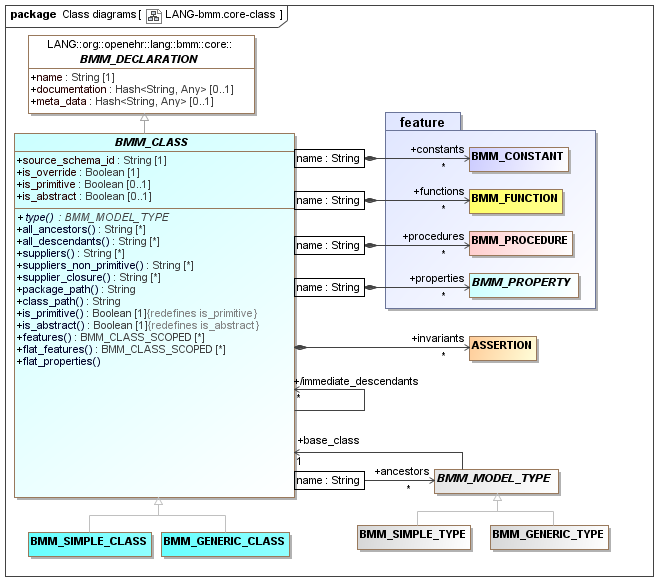 package Class diagrams [ LANG-bmm.core-class ]
LANG::org::openehr::lang::bmm::core::
BMM_DECLARATION
+name : String [1]
+documentation : Hash<String, Any> [0..1]
+meta_data : Hash<String, Any> [0..1]
BMM_CLASS
+source_schema_id : String [1]
+is_override : Boolean [1]
+is_primitive : Boolean [0..1]
+is_abstract : Boolean [0..1]
+type() : BMM_MODEL_TYPE
+all_ancestors() : String [*]
+all_descendants() : String [*]
+suppliers() : String [*]
+suppliers_non_primitive() : String [*]
+supplier_closure() : String [*]
+package_path() : String
+class_path() : String
+is_primitive() : Boolean [1]{redefines is_primitive}
+is_abstract() : Boolean [1]{redefines is_abstract}
+features() : BMM_CLASS_SCOPED [*]
+flat_features() : BMM_CLASS_SCOPED [*]
+flat_properties()
feature
name : String
+constants
*
BMM_CONSTANT
name : String
+functions
*
BMM_FUNCTION
name : String
+procedures
*
BMM_PROCEDURE
name : String
+properties
*
BMM_PROPERTY
+invariants
*
ASSERTION
+/immediate_descendants
*
+base_class
1
name : String
+ancestors
*
BMM_MODEL_TYPE
BMM_SIMPLE_CLASS
BMM_GENERIC_CLASS
BMM_SIMPLE_TYPE
BMM_GENERIC_TYPE